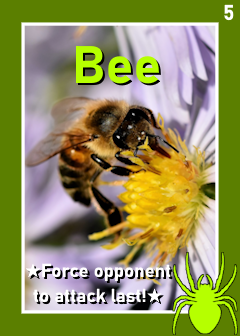 5
Bee
★Force opponent
to attack last!★